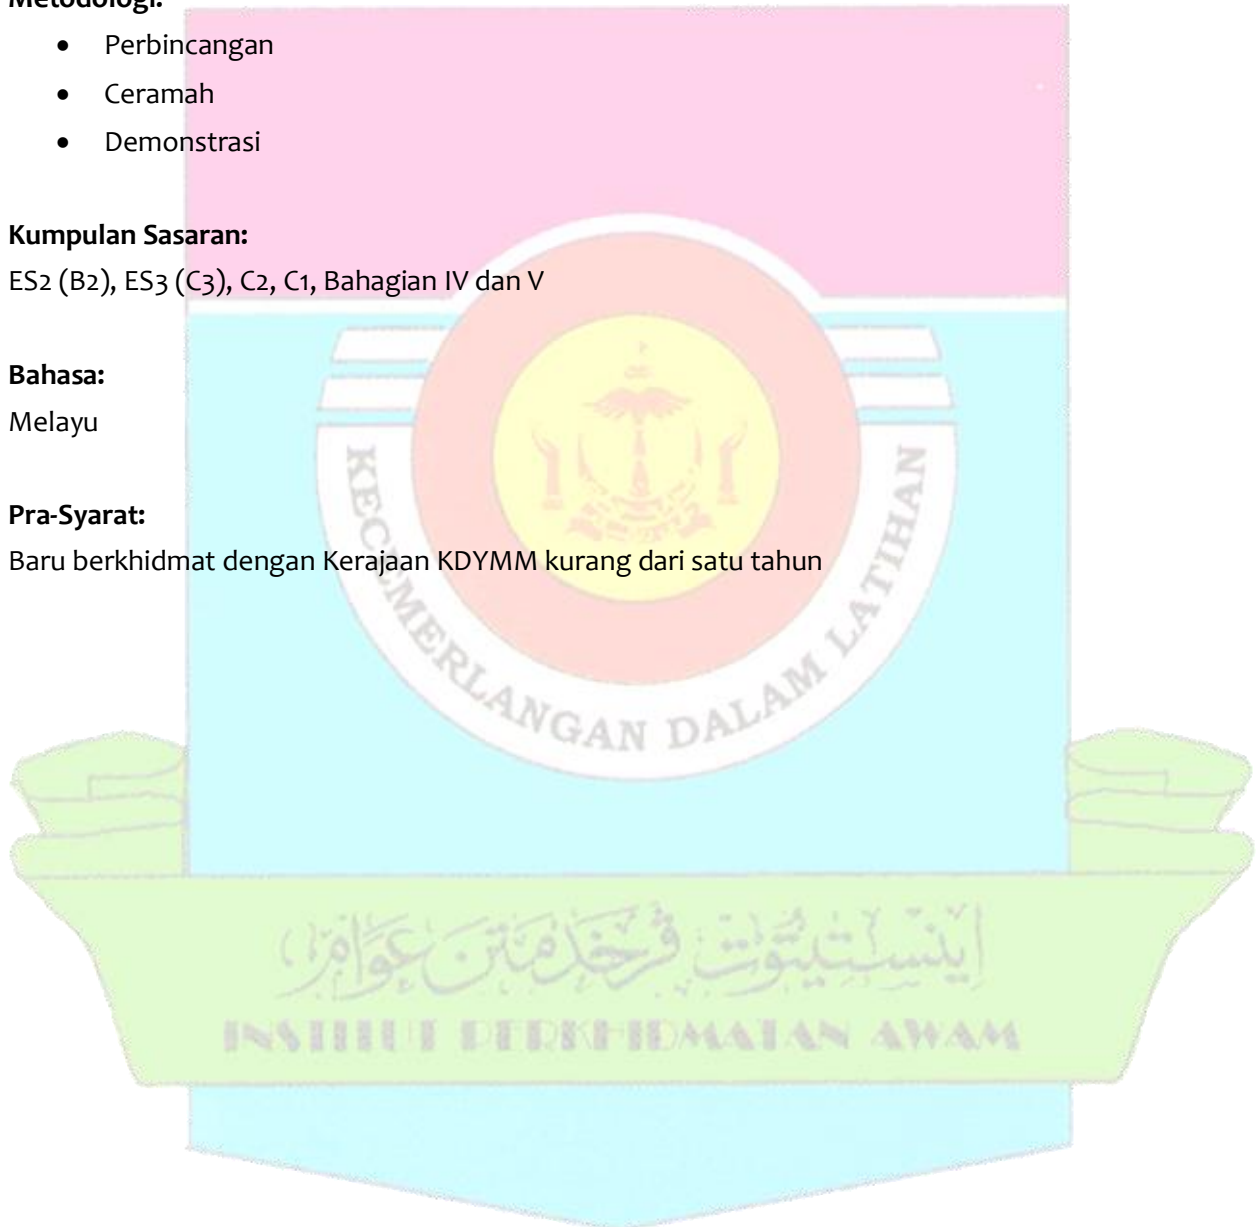 Metodologi:
• Perbincangan
• Ceramah
• Demonstrasi
Kumpulan Sasaran:
ES2 (B2), ES3 (C3), C2, C1, Bahagian IV dan V
Bahasa:
Melayu
Pra-Syarat:
Baru berkhidmat dengan Kerajaan KDYMM kurang dari satu tahun
KECEMERLANGAN DALAM LATIHAN
اينستيتوت ڤرخدمتن عوام
INSTITUT PERKHIDMATAN AWAM